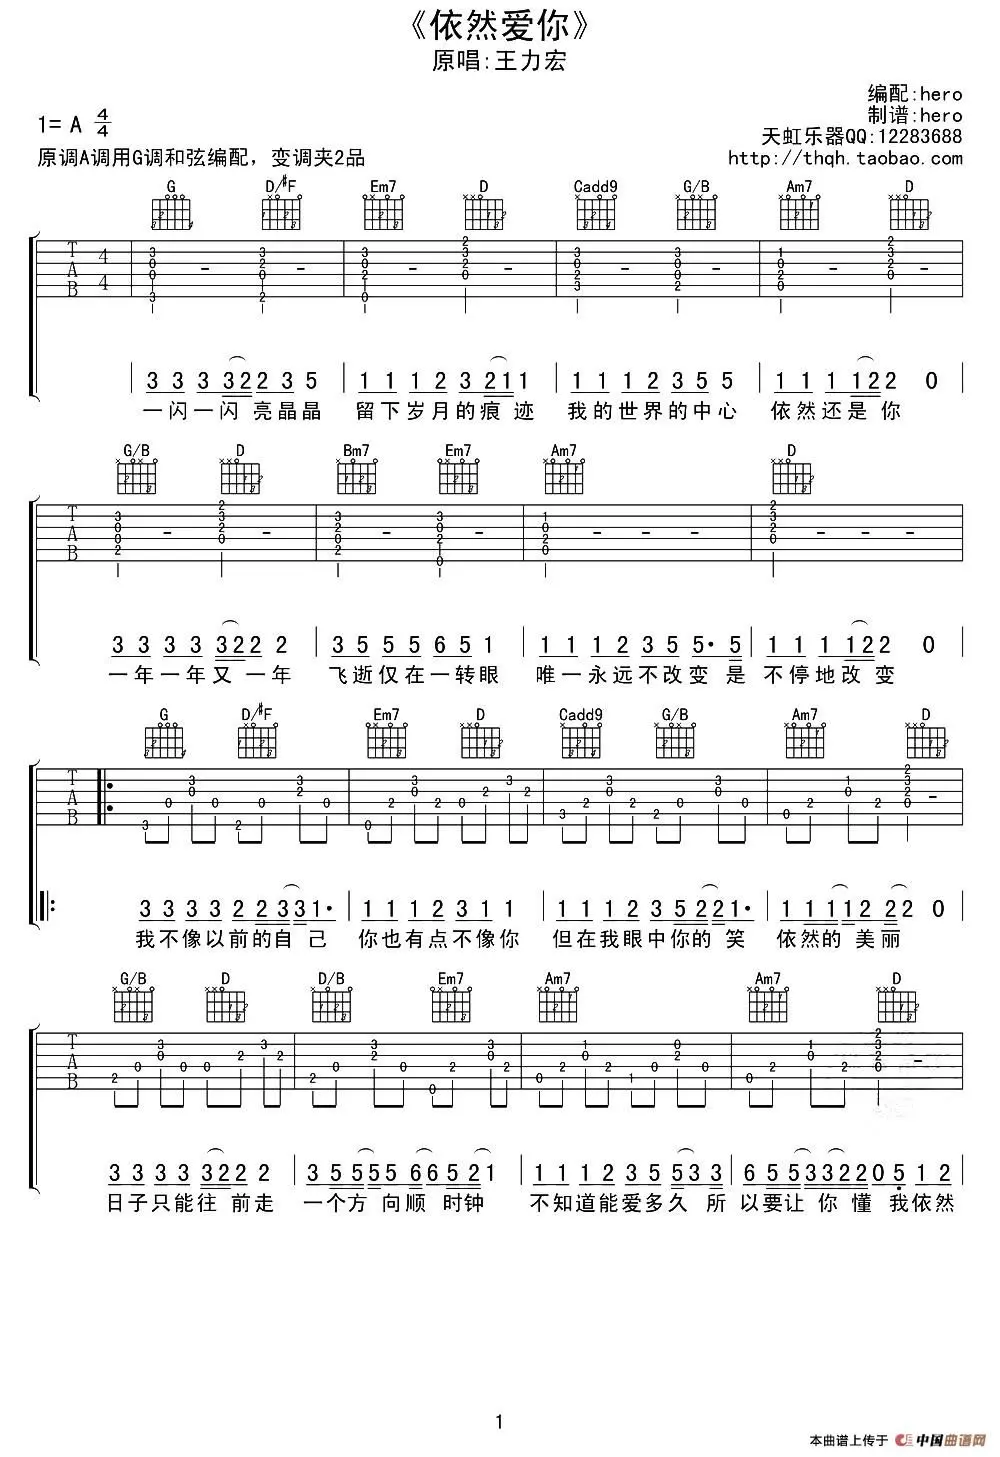 《依然爱你》
原唱:王力宏
编配:hero
制谱:hero
天虹乐器QQ:12283688
http://thqh.taobao.com
1= A 4/4
原调A调用G调和弦编配，变调夹2品
G D/#F Em7 D Cadd9 G/B Am7 D
T A B 4 4
3 3 3 3 2 2 3 5 | 1 1 1 2 3 2 1 1 | 1 1 1 2 3 5 5 | 1 1 1 1 2 2 0
一闪一闪 亮晶晶 留下岁月的痕 迹 我的世界的中心 依然还是你
G/B D Bm7 Em7 Am7 D
T A B
3 3 3 3 3 2 2 2 | 3 5 5 5 6 5 1 | 1 1 1 2 3 5 5· 5 | 1 1 1 1 2 2 0
一年一年又 一年 飞逝仅在一转眼 唯一永远不改变 是 不停地改 变
G D/#F Em7 D Cadd9 G/B Am7 D
T A B
3 3 3 3 2 2 3 3 1· | 1 1 1 2 3 1 1 | 1 1 1 2 3 5 2 2 1· | 1 1 1 1 2 2 2 0
我不像以前的自 己 你也有点不像你 但在我眼中你的 笑 依然的 美 丽
G/B D D/B Em7 Am7 Am7 D
T A B
3 3 3 3 3 2 2 2 | 3 5 5 5 5 6 6 5 2 1 | 1 1 1 2 3 5 5 3 3 | 6 5 5 3 3 2 2 0 5 1 2
日子只能往 前走 一个方 向顺 时钟 不知道能爱多久 所 以要让 你 懂 我依然
1
本曲谱上传于 中国曲谱网